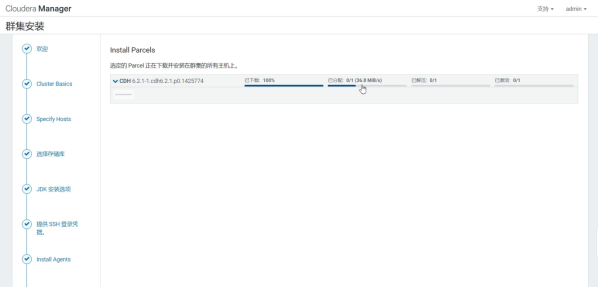 Cloudera Manager
支持 admin
群集安装
欢迎
Cluster Basics
Specify Hosts
选择存储库
JDK 安装选项
提供 SSH 登录凭
据。
Install Agents
Install Parcels
选定的 Parcel 正在下载并安装在群集的所有主机上。
CDH 6.2.1-1.cdh6.2.1.p0.1425774
已下载: 100%
已分配: 0/1 (36.8 MiB/s)
已解压: 0/1
已激活: 0/1